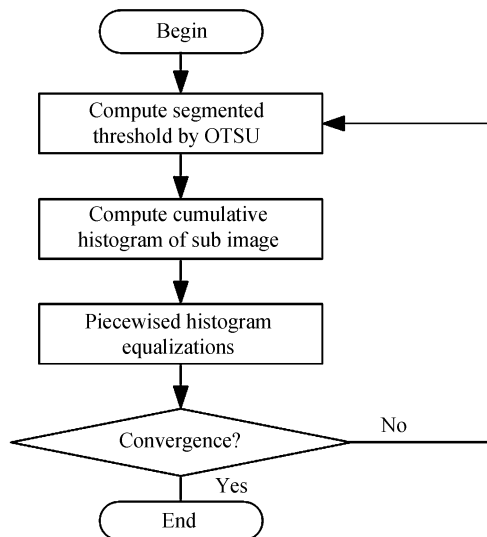 Begin
Compute segmented
threshold by OTSU
Compute cumulative
histogram of sub image
Piecewised histogram
equalizations
Convergence?
No
Yes
End